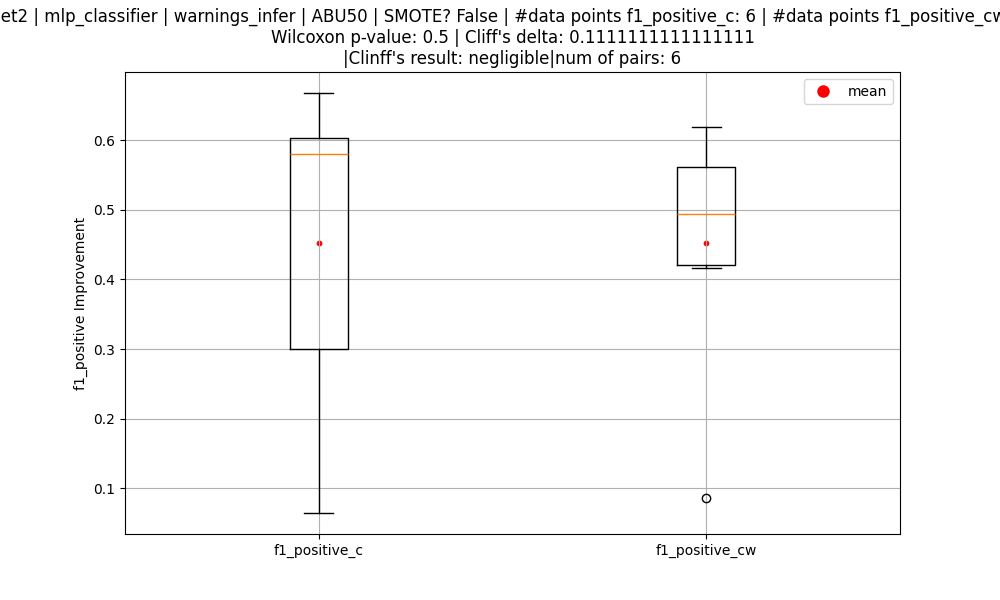 et2 | mlp_classifier | warnings_infer | ABU50 | SMOTE? False | #data points f1_positive_c: 6 | #data points f1_positive_cw
Wilcoxon p-value: 0.5 | Cliff's delta: 0.1111111111111111
|Clinff's result: negligible|num of pairs: 6
mean
0.6
0.5
0.4
0.3
0.2
0.1
f1_positive Improvement
f1_positive_c
f1_positive_cw